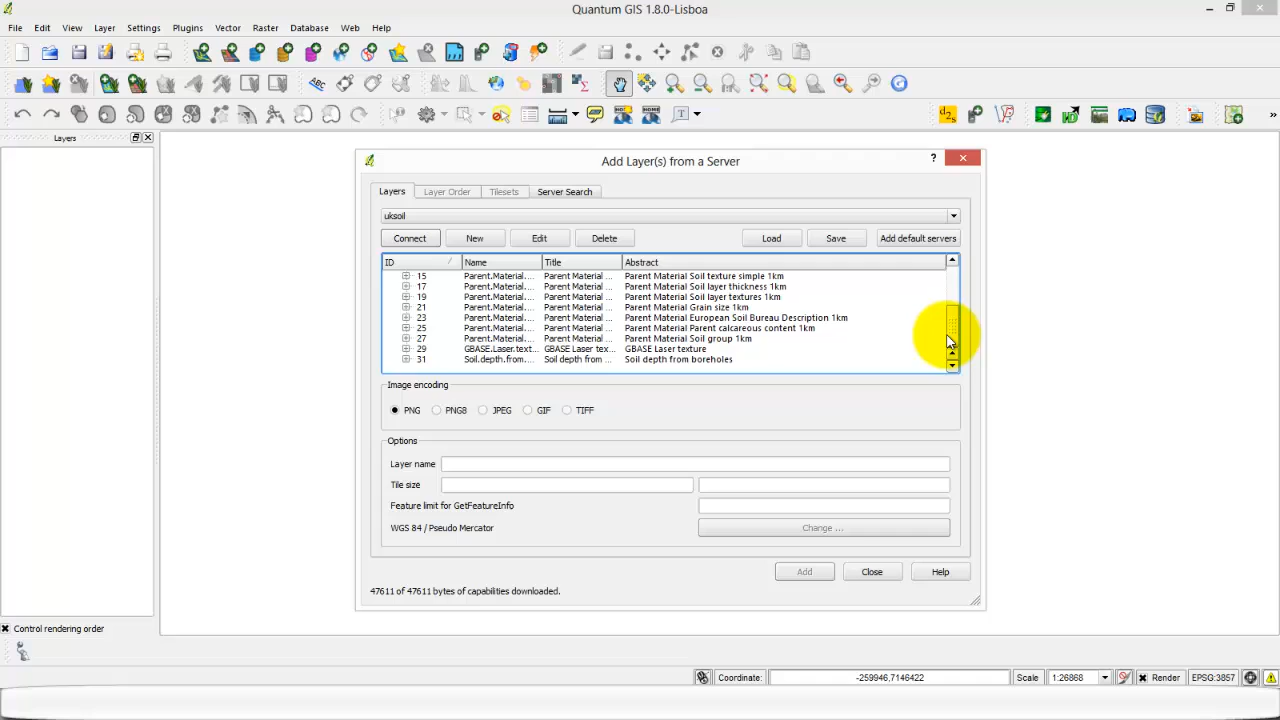 Quantum GIS 1.8.0-Lisboa
File Edit View Layer Settings Plugins Vector Raster Database Web Help
Layers
Add Layer(s) from a Server
Layers Layer Order Tilesets Server Search
uksoil
Connect New Edit Delete Load Save Add default servers
ID Name Title Abstract
15 Parent.Material.... Parent Material ... Parent Material Soil texture simple 1km
17 Parent.Material.... Parent Material ... Parent Material Soil layer thickness 1km
19 Parent.Material.... Parent Material ... Parent Material Soil layer textures 1km
21 Parent.Material.... Parent Material ... Parent Material Grain size 1km
23 Parent.Material.... Parent Material ... Parent Material European Soil Bureau Description 1km
25 Parent.Material.... Parent Material ... Parent Material Parent calcareous content 1km
27 Parent.Material.... Parent Material ... Parent Material Soil group 1km
29 GBASE.Laser.text... GBASE Laser tex... GBASE Laser texture
31 Soil.depth.from.... Soil depth from ... Soil depth from boreholes
Image encoding
PNG PNG8 JPEG GIF TIFF
Options
Layer name
Tile size
Feature limit for GetFeatureInfo
WGS 84 / Pseudo Mercator Change ...
Add Close Help
47611 of 47611 bytes of capabilities downloaded.
Control rendering order
Coordinate: -259946,7146422 Scale 1:26868 Render EPSG:3857